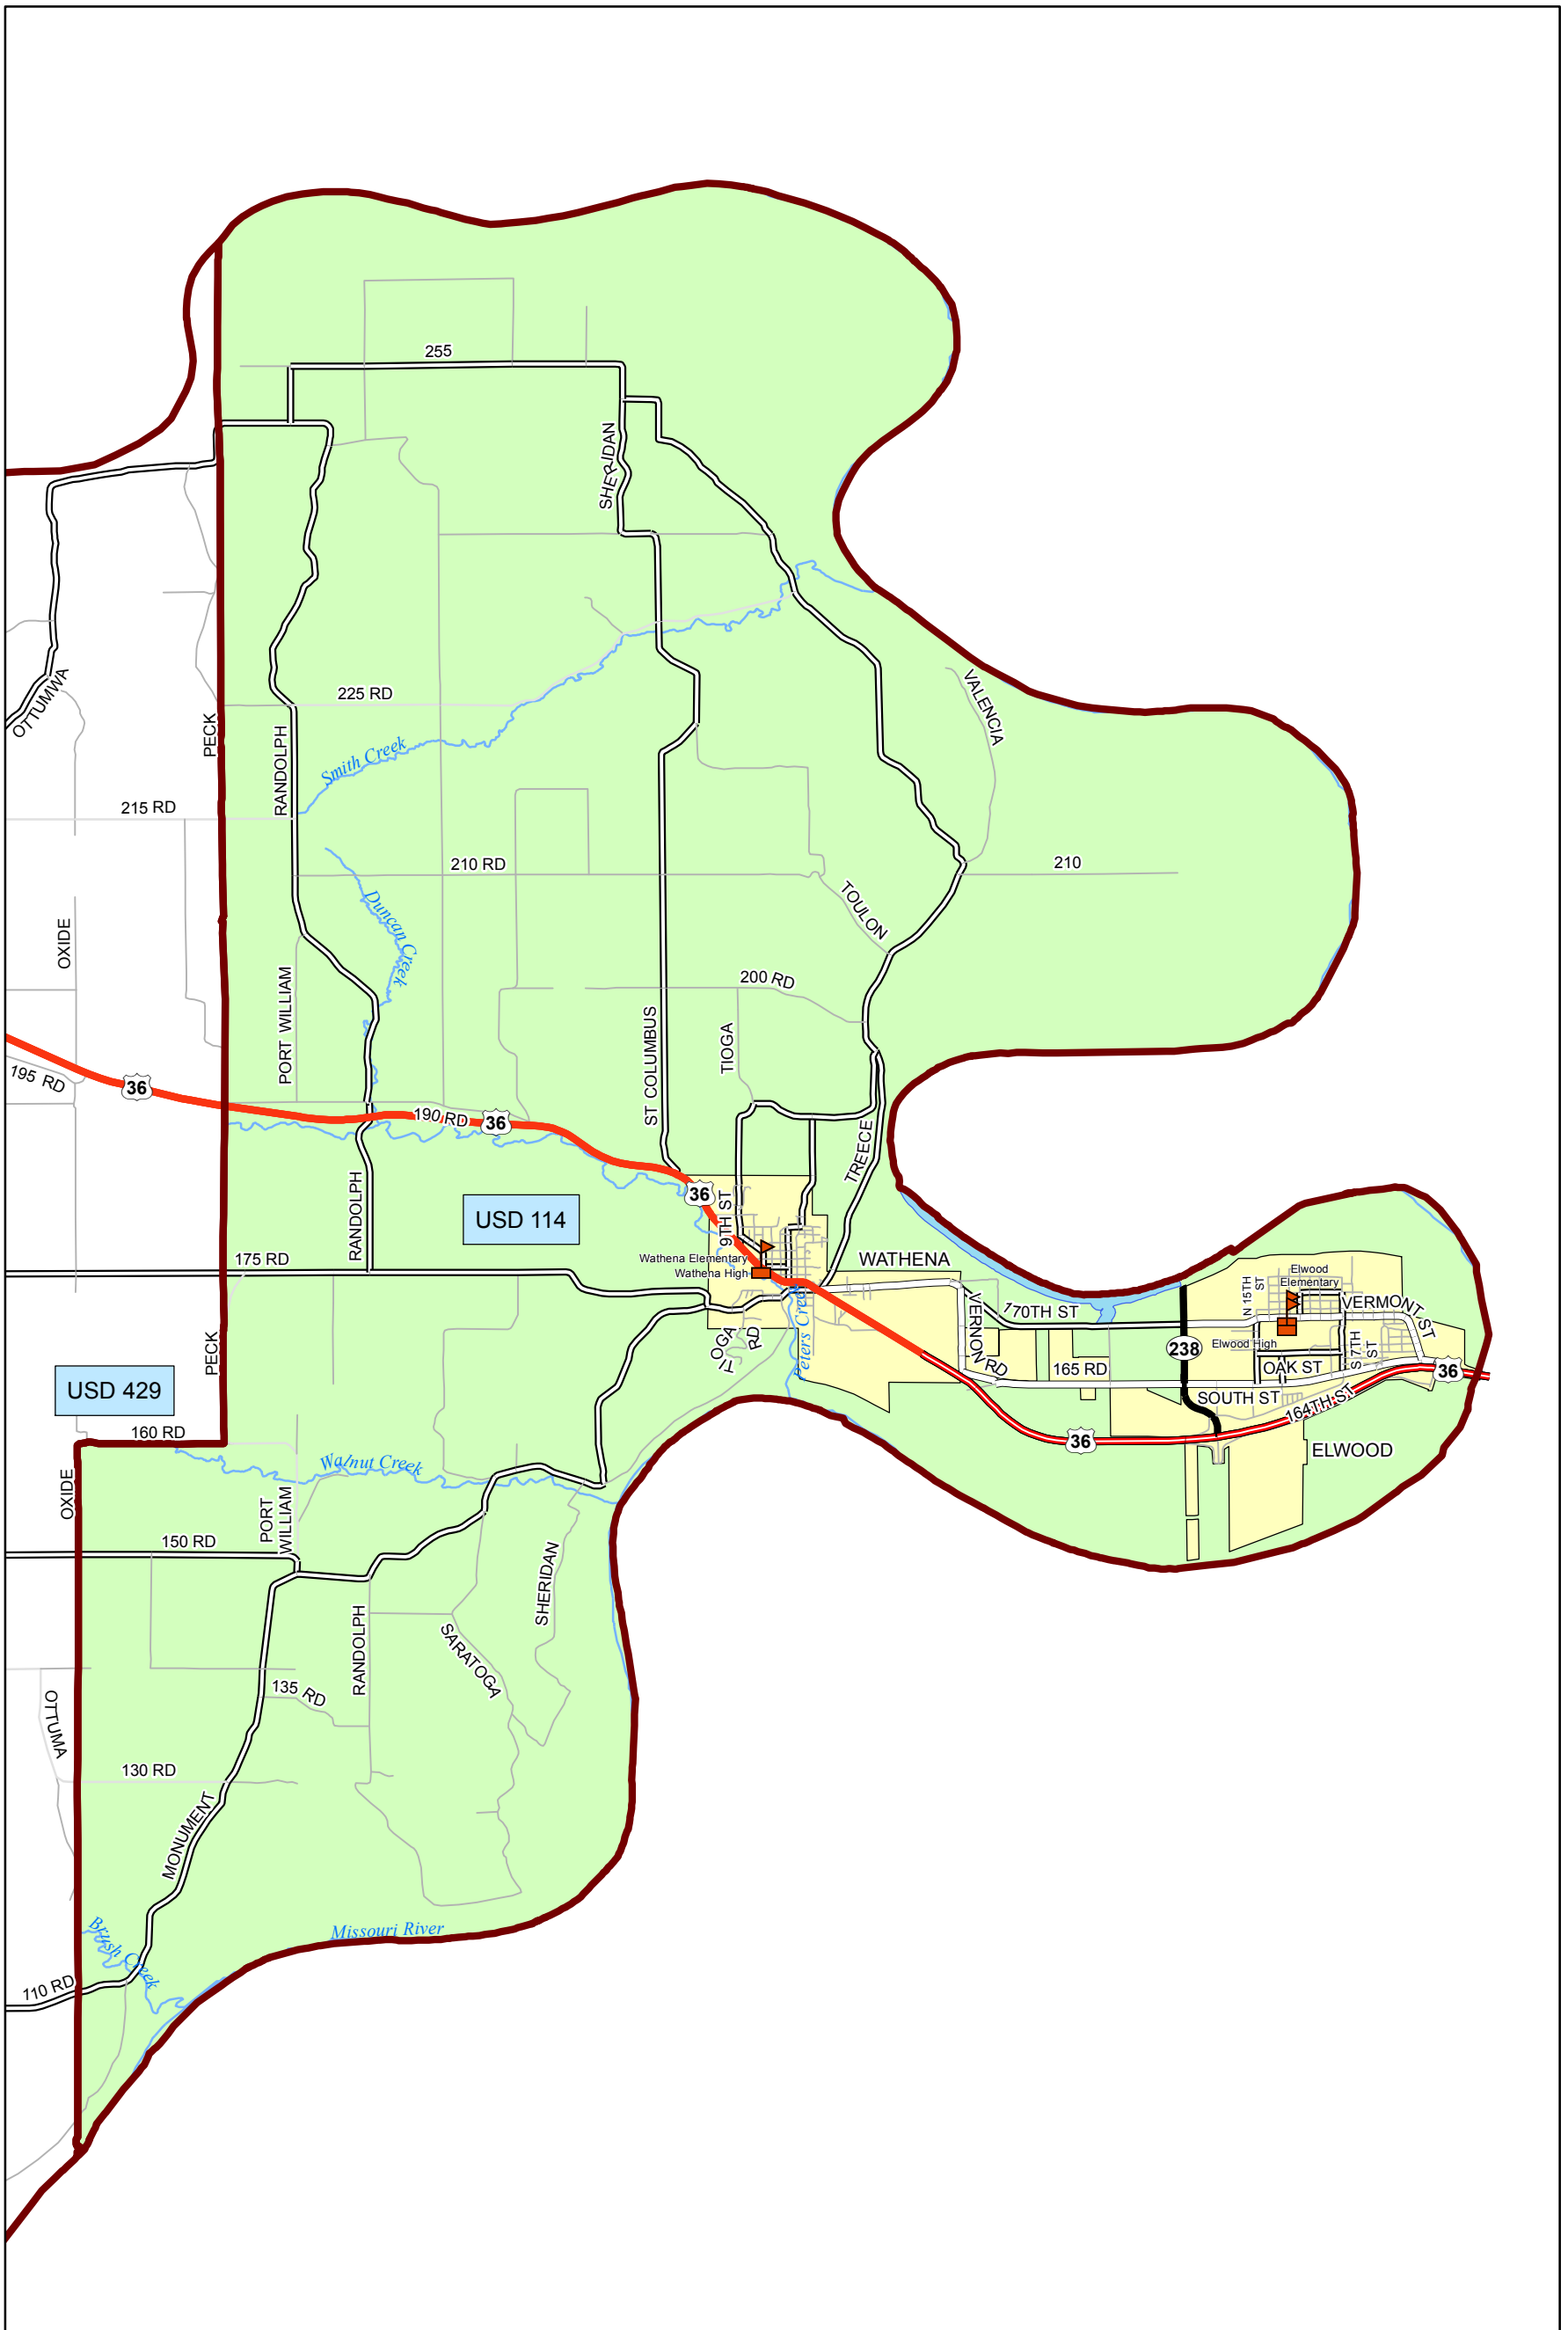 255
SHERIDAN
OTTUMWA
PECK
225 RD
RANDOLPH
VALENCIA
Smith Creek
215 RD
210 RD
210
Duncan Creek
TOULON
OXIDE
PORT WILLIAM
200 RD
ST COLUMBUS
TIOGA
195 RD
36
190 RD
36
TREECE
RANDOLPH
36
9TH ST
USD 114
175 RD
Wathena Elementary
Wathena High
WATHENA
Peters Creek
TIOGA
RD
VERNON RD
170TH ST
165 RD
238
N 15TH
ST
Elwood
Elementary
VERMONT ST
Elwood High
S 7TH
ST
OAK ST
SOUTH ST
164TH ST
36
36
ELWOOD
PECK
USD 429
160 RD
OXIDE
Walnut Creek
PORT
WILLIAM
150 RD
SHERIDAN
RANDOLPH
SARATOGA
135 RD
OTTUMA
130 RD
MONUMENT
Brush Creek
Missouri River
110 RD